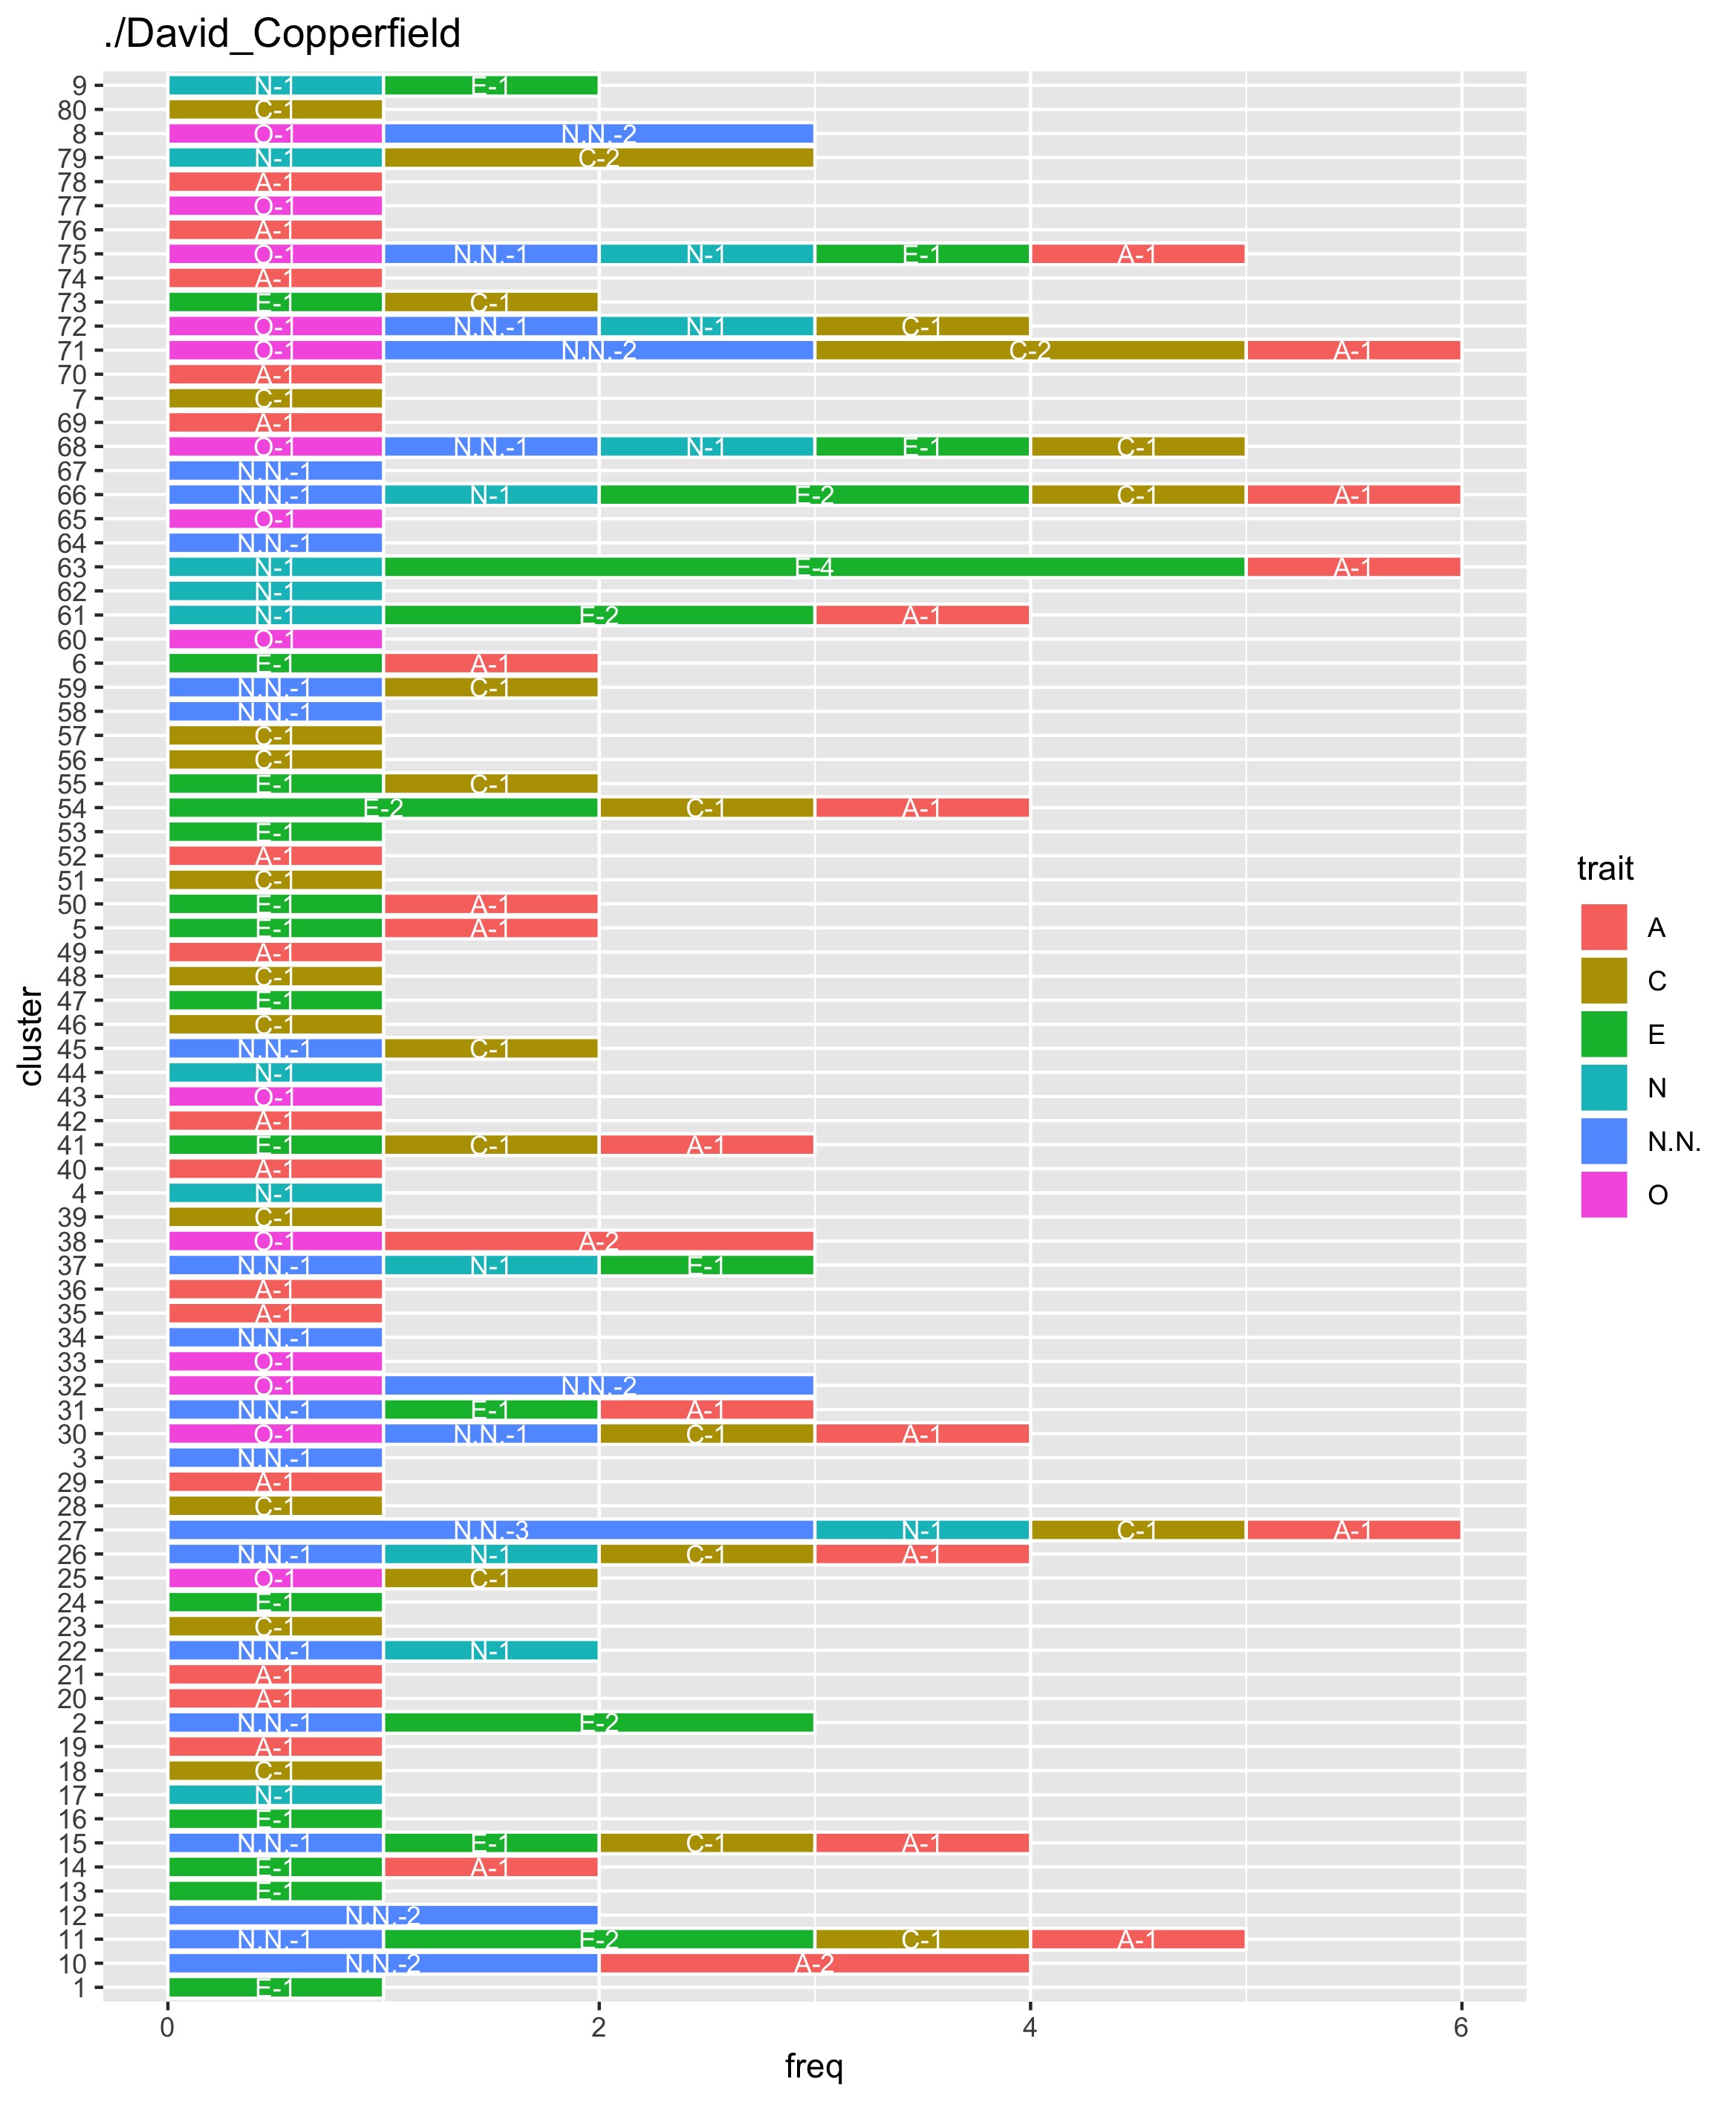 ./David_Copperfield
9 N-1 E-1
80 C-1
8 O-1 N.N.-2
79 N-1 C-2
78 A-1
77 O-1
76 A-1
75 O-1 N.N.-1 N-1 E-1 A-1
74 A-1
73 E-1 C-1
72 O-1 N.N.-1 N-1 C-1
71 O-1 N.N.-2 C-2 A-1
70 A-1
7 C-1
69 A-1
68 O-1 N.N.-1 N-1 E-1 C-1
67 N.N.-1
66 N.N.-1 N-1 E-2 C-1 A-1
65 O-1
64 N.N.-1
63 N-1 E-4 A-1
62 N-1
61 N-1 E-2 A-1
60 O-1
6 E-1 A-1
59 N.N.-1 C-1
58 N.N.-1
57 C-1
56 C-1
55 E-1 C-1
54 E-2 C-1 A-1
53 E-1
52 A-1
51 C-1
50 E-1 A-1
5 E-1 A-1
49 A-1
48 C-1
47 E-1
46 C-1
45 N.N.-1 C-1
44 N-1
43 O-1
42 A-1
41 E-1 C-1 A-1
40 A-1
4 N-1
39 C-1
38 O-1 A-2
37 N.N.-1 N-1 E-1
36 A-1
35 A-1
34 N.N.-1
33 O-1
32 O-1 N.N.-2
31 N.N.-1 E-1 A-1
30 O-1 N.N.-1 C-1 A-1
3 N.N.-1
29 A-1
28 C-1
27 N.N.-3 N-1 C-1 A-1
26 N.N.-1 N-1 C-1 A-1
25 O-1 C-1
24 E-1
23 C-1
22 N.N.-1 N-1
21 A-1
20 A-1
2 N.N.-1 E-2
19 A-1
18 C-1
17 N-1
16 E-1
15 N.N.-1 E-1 C-1 A-1
14 E-1 A-1
13 E-1
12 N.N.-2
11 N.N.-1 E-2 C-1 A-1
10 N.N.-2 A-2
1 E-1
0 2 4 6
freq
cluster
trait
A
C
E
N
N.N.
O